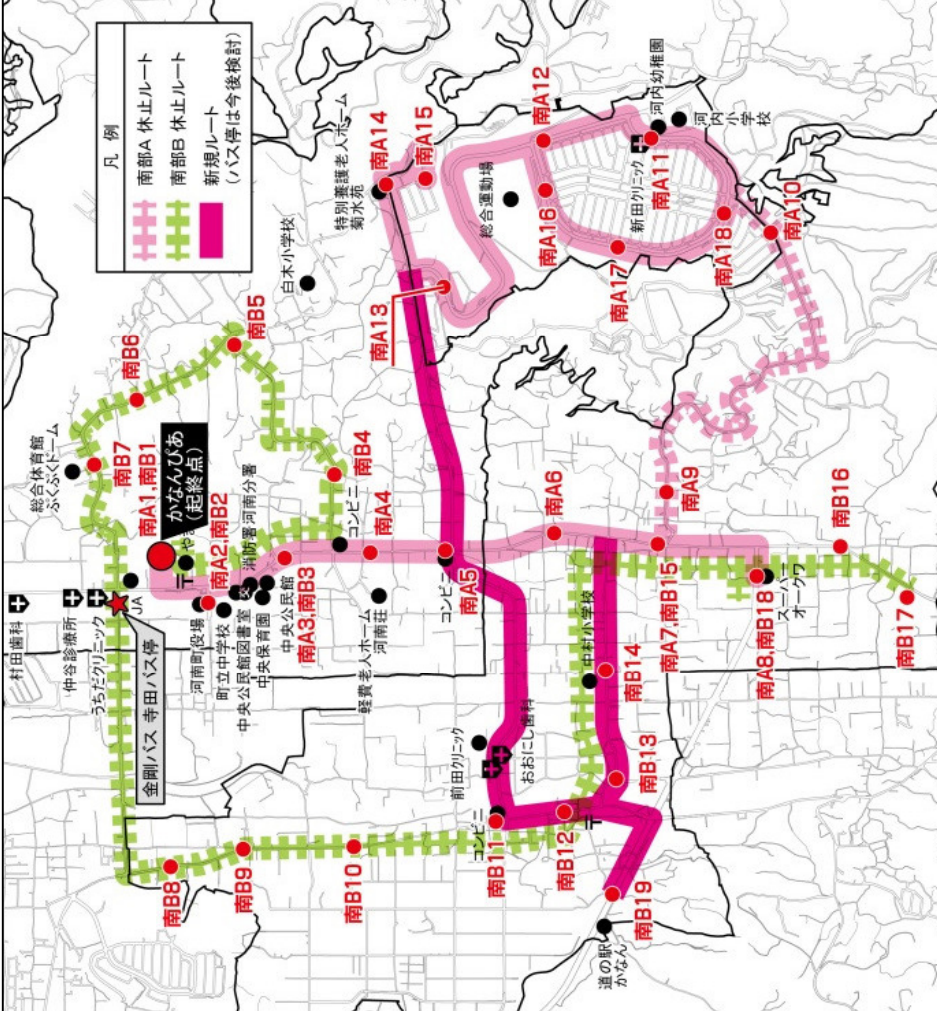 凡 例
南部A 休止ルート
南部B 休止ルート
新規ルート
(バス停は今後検討)
村田歯科
仲谷診療所
うちだクリニック
JA
金剛バス 寺田バス停
総合体育館
ぷくぷくドーム
南B7
南B6
南B5
南A1,南B1
かなんぴあ
(起終点)
〒
や
南A2,南B2
消防署河南分署
河南町役場
町立中学校
中央公民館図書室
中央保育園
中央公民館
南A3,南B3
コンビニ
南B4
南A4
軽費老人ホーム
河南荘
コンビニ
南A5
白木小学校
特別養護老人ホーム
菊水苑
南A14
南A15
南A13
総合運動場
南A12
南A16
南A17
新田クリニック
南A11
河内幼稚園
河内小学校
南A18
南A10
南A6
南A9
南A7,南B15
南A8,南B18
スーパー
オークワ
南B16
南B17
中村小学校
南B14
南B13
前田クリニック
おおにし歯科
コンビニ
南B11
南B12
〒
南B19
道の駅
かなん
南B8
南B9
南B10